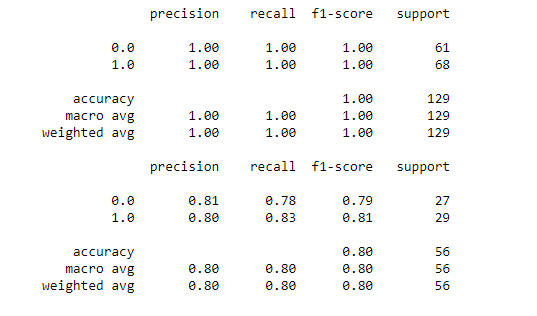 precision recall f1-score support
0.0 1.00 1.00 1.00 61
1.0 1.00 1.00 1.00 68
accuracy 1.00 129
macro avg 1.00 1.00 1.00 129
weighted avg 1.00 1.00 1.00 129
precision recall f1-score support
0.0 0.81 0.78 0.79 27
1.0 0.80 0.83 0.81 29
accuracy 0.80 56
macro avg 0.80 0.80 0.80 56
weighted avg 0.80 0.80 0.80 56